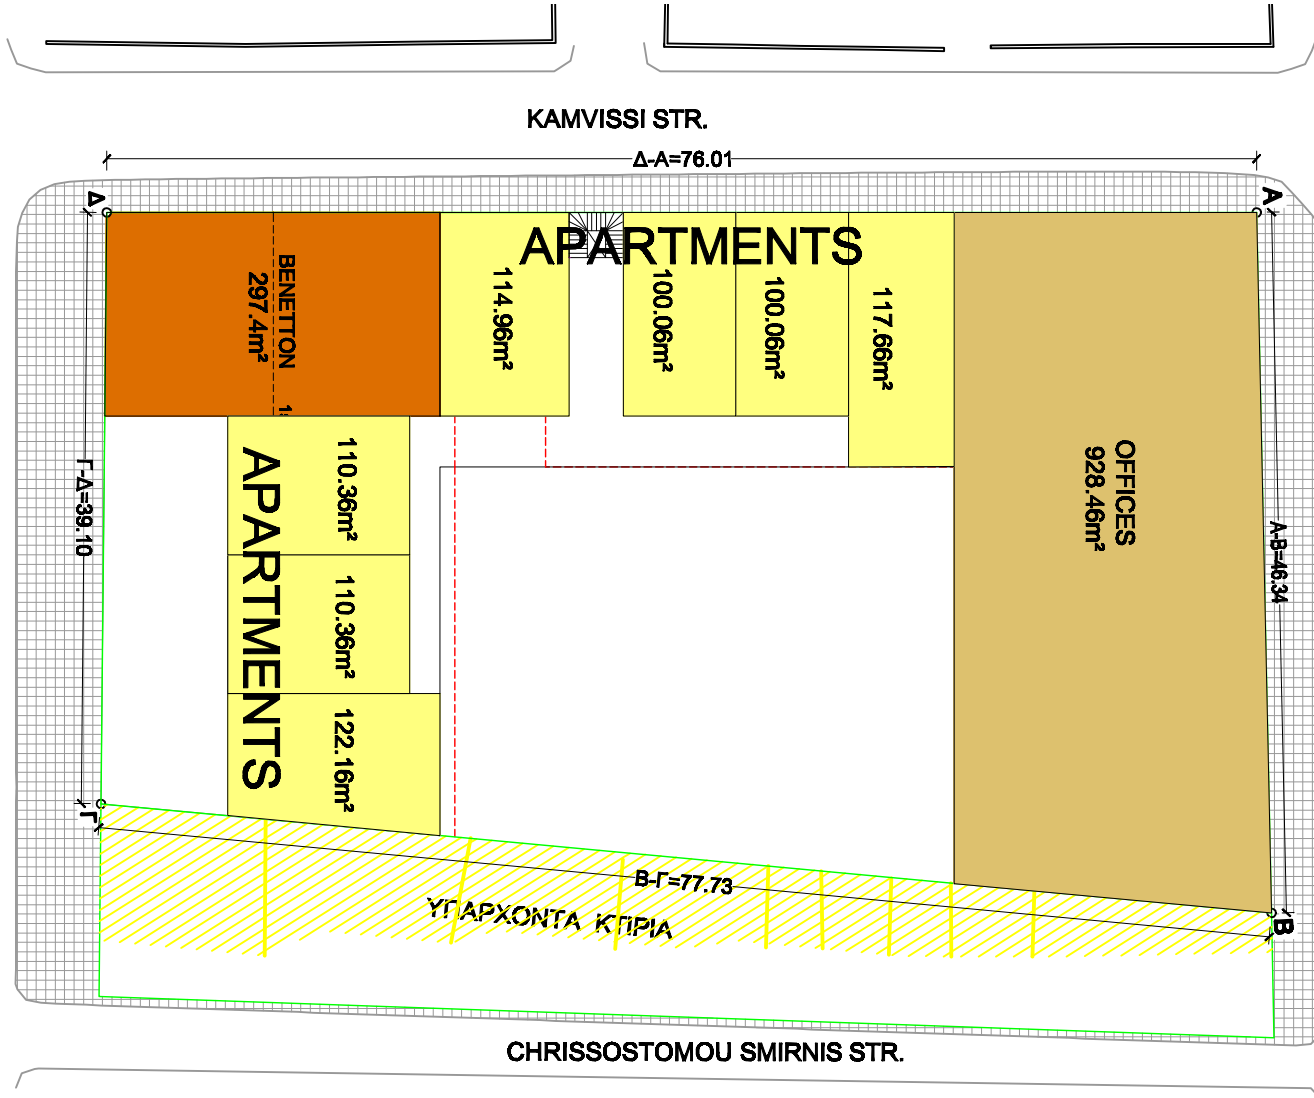 KAMVISSI STR.
Δ-Α=76.01
Δ
Α
APARTMENTS
BENETTON
297.4m²
114.96m²
100.06m²
100.06m²
117.66m²
OFFICES
928.46m²
Γ-Δ=39.10
Α-Β=46.34
APARTMENTS
110.36m²
110.36m²
122.16m²
Γ
Β-Γ=77.73
ΥΠΑΡΧΟΝΤΑ ΚΤΙΡΙΑ
Β
CHRISSOSTOMOU SMIRNIS STR.